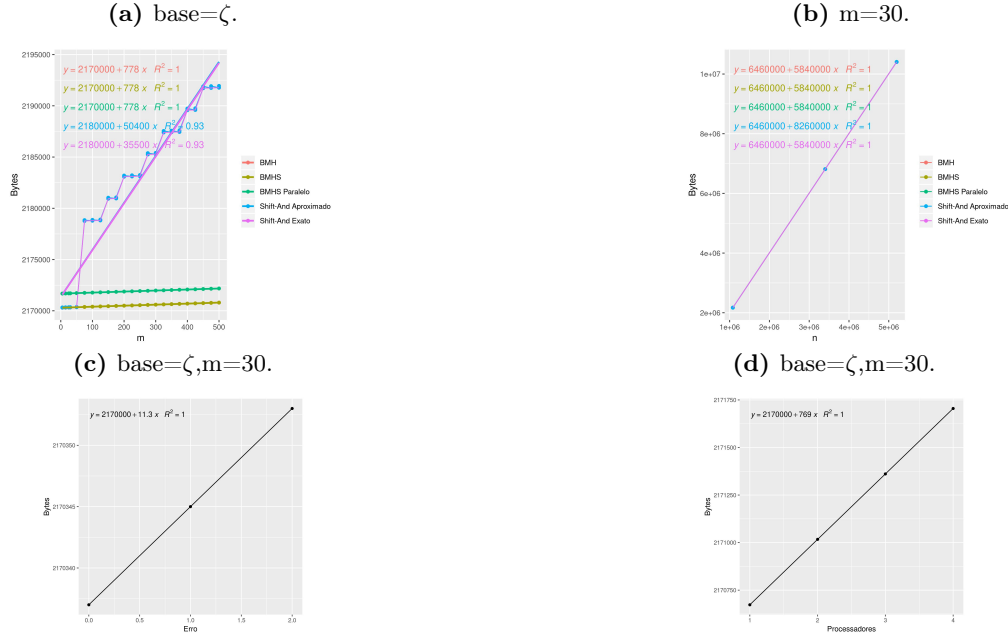 (a) base=ζ.
2195000
2190000
2185000
2180000
2175000
2170000
Bytes
y = 2170000 + 778 x R² = 1
y = 2170000 + 778 x R² = 1
y = 2170000 + 778 x R² = 1
y = 2180000 + 50400 x R² = 0.93
y = 2180000 + 35500 x R² = 0.93
0 100 200 300 400 500
m
BMH
BMHS
BMHS Paralelo
Shift-And Aproximado
Shift-And Exato
(b) m=30.
1e+07
8e+06
6e+06
4e+06
2e+06
Bytes
y = 6460000 + 5840000 x R² = 1
y = 6460000 + 5840000 x R² = 1
y = 6460000 + 5840000 x R² = 1
y = 6460000 + 8260000 x R² = 1
y = 6460000 + 5840000 x R² = 1
1e+06 2e+06 3e+06 4e+06 5e+06
n
BMH
BMHS
BMHS Paralelo
Shift-And Aproximado
Shift-And Exato
(c) base=ζ,m=30.
y = 2170000 + 11.3 x R² = 1
2170350
2170345
2170340
Bytes
0.0 0.5 1.0 1.5 2.0
Erro
(d) base=ζ,m=30.
2171750
2171500
2171250
2171000
2170750
Bytes
y = 2170000 + 769 x R² = 1
1 2 3 4
Processadores